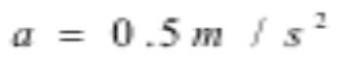 a = 0.5 m / s²